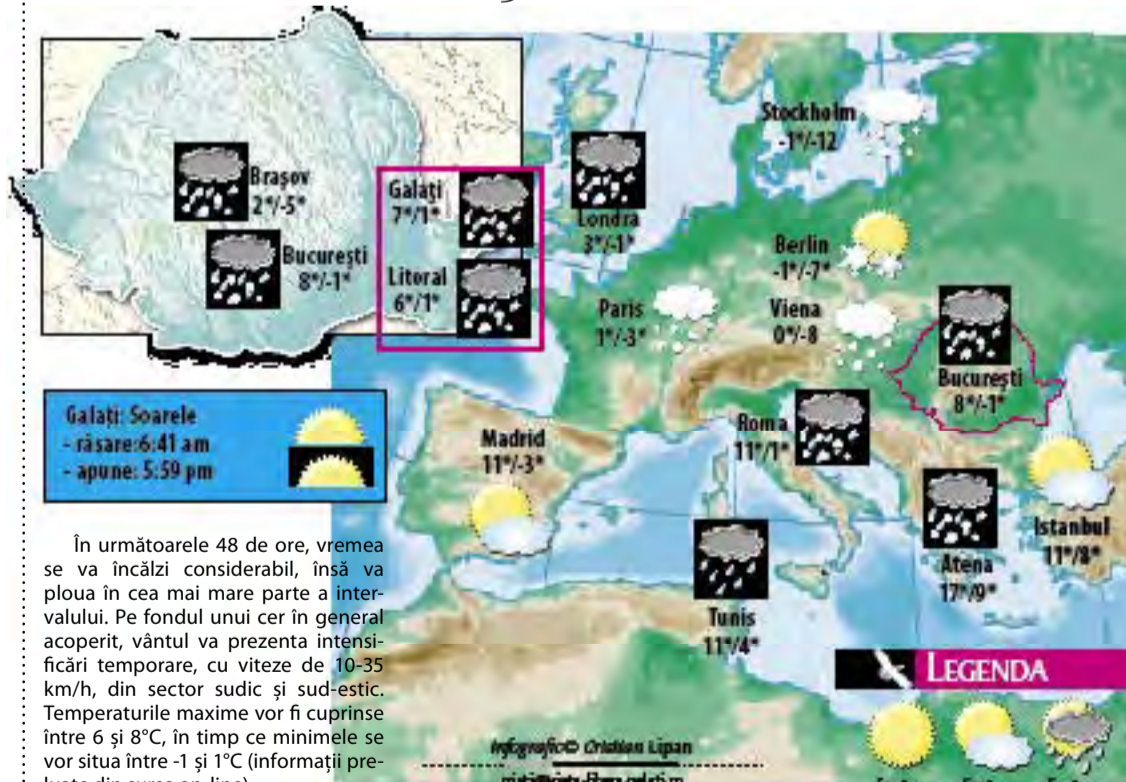 Stockholm
-1*/-12
Brașov
2*/-5*
Galați
7*/1*
Londra
3*/-1*
București
8*/-1*
Litoral
6*/1*
Berlin
-1*/-7*
Paris
1*/-3*
Viena
0*/-8
București
8*/-1*
Galați: Soarele
- răsare: 6:41 am
- apune: 5:59 pm
Madrid
11*/-3*
Roma
11*/1*
Istanbul
11*/8*
Atena
17*/9*
Tunis
11*/4*
În următoarele 48 de ore, vremea
se va încălzi considerabil, însă va
ploua în cea mai mare parte a inter-
valului. Pe fondul unui cer în general
acoperit, vântul va prezenta intensi-
ficări temporare, cu viteze de 10-35
km/h, din sector sudic și sud-estic.
Temperaturile maxime vor fi cuprinse
între 6 și 8°C, în timp ce minimele se
vor situa între -1 și 1°C (informații pre-
LEGENDA
infografic© Cristian Lipan